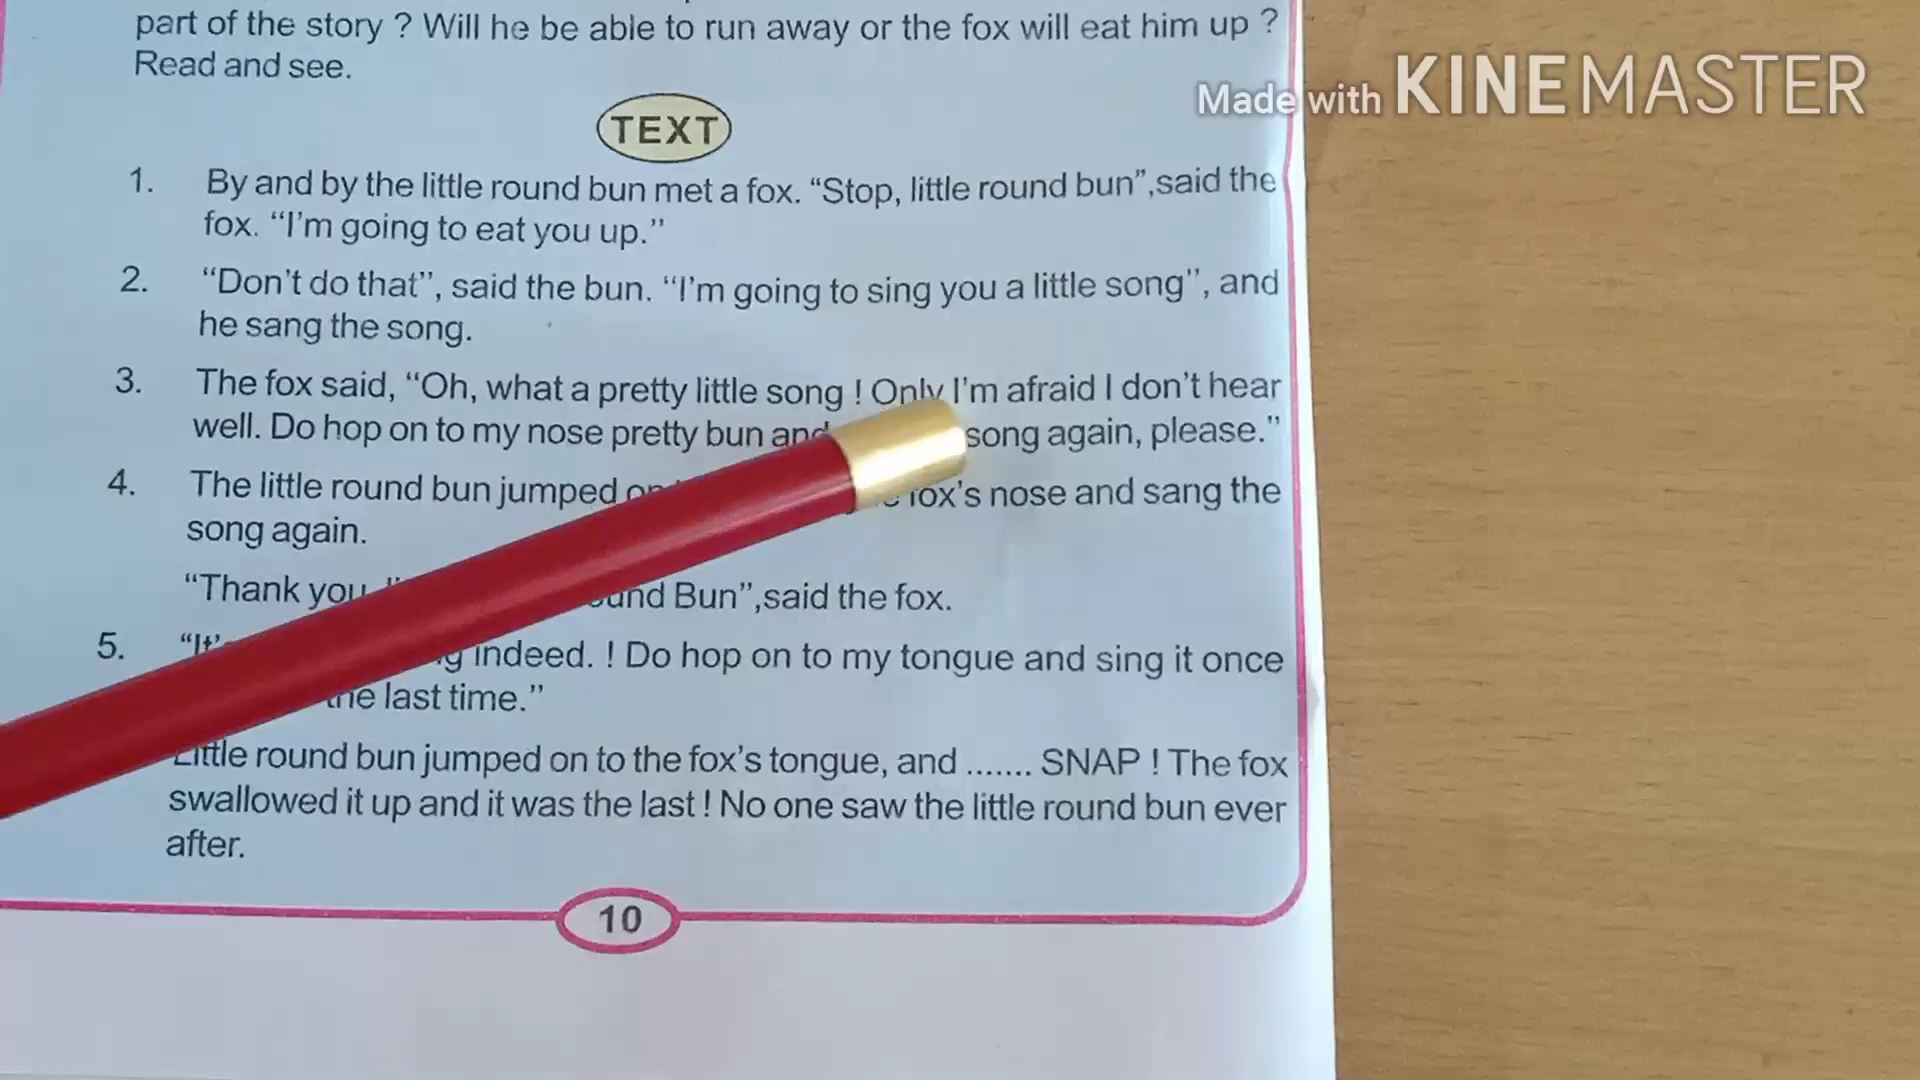 part of the story ? Will he be able to run away or the fox will eat him up ?
Read and see.
Made with KINEMASTER
TEXT
1. By and by the little round bun met a fox. “Stop, little round bun”,said the
fox. “I’m going to eat you up.”
2. “Don’t do that”, said the bun. “I’m going to sing you a little song”, and
he sang the song.
3. The fox said, “Oh, what a pretty little song ! Only I’m afraid I don’t hear
well. Do hop on to my nose pretty bun and song again, please.”
4. The little round bun jumped fox’s nose and sang the
song again.
“Thank you Bun”,said the fox.
5. “It’s indeed. ! Do hop on to my tongue and sing it once
the last time.”
Little round bun jumped on to the fox’s tongue, and ....... SNAP ! The fox
swallowed it up and it was the last ! No one saw the little round bun ever
after.
10